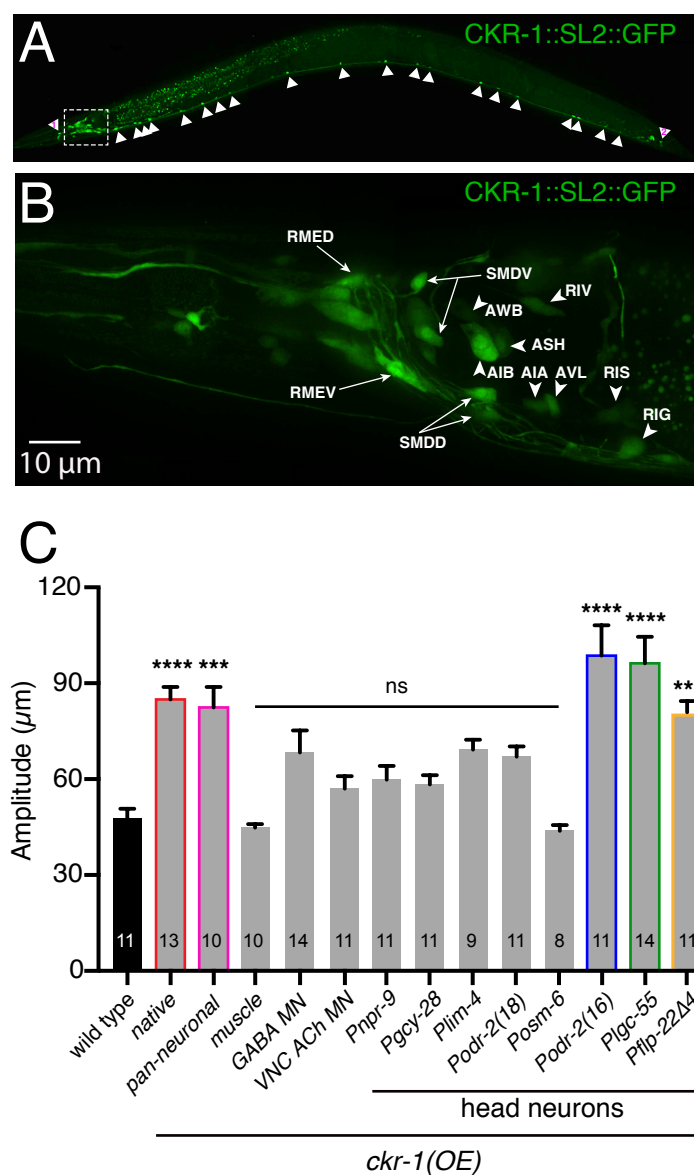 A
CKR-1::SL2::GFP
B
CKR-1::SL2::GFP
RMED
SMDV
RIV
AWB
ASH
AIB
AIA
AVL
RIS
RMEV
RIG
SMDD
10 µm
C
120
90
60
30
0
Amplitude (µm)
****
***
ns
****
****
**
11
13
10
10
14
11
11
11
9
11
8
11
14
11
wild type
native
pan-neuronal
muscle
GABA MN
VNC ACh MN
Pnpr-9
Pgcy-28
Plim-4
Podr-2(18)
Posm-6
Podr-2(16)
Plgc-55
Pflp-22Δ4
head neurons
ckr-1(OE)